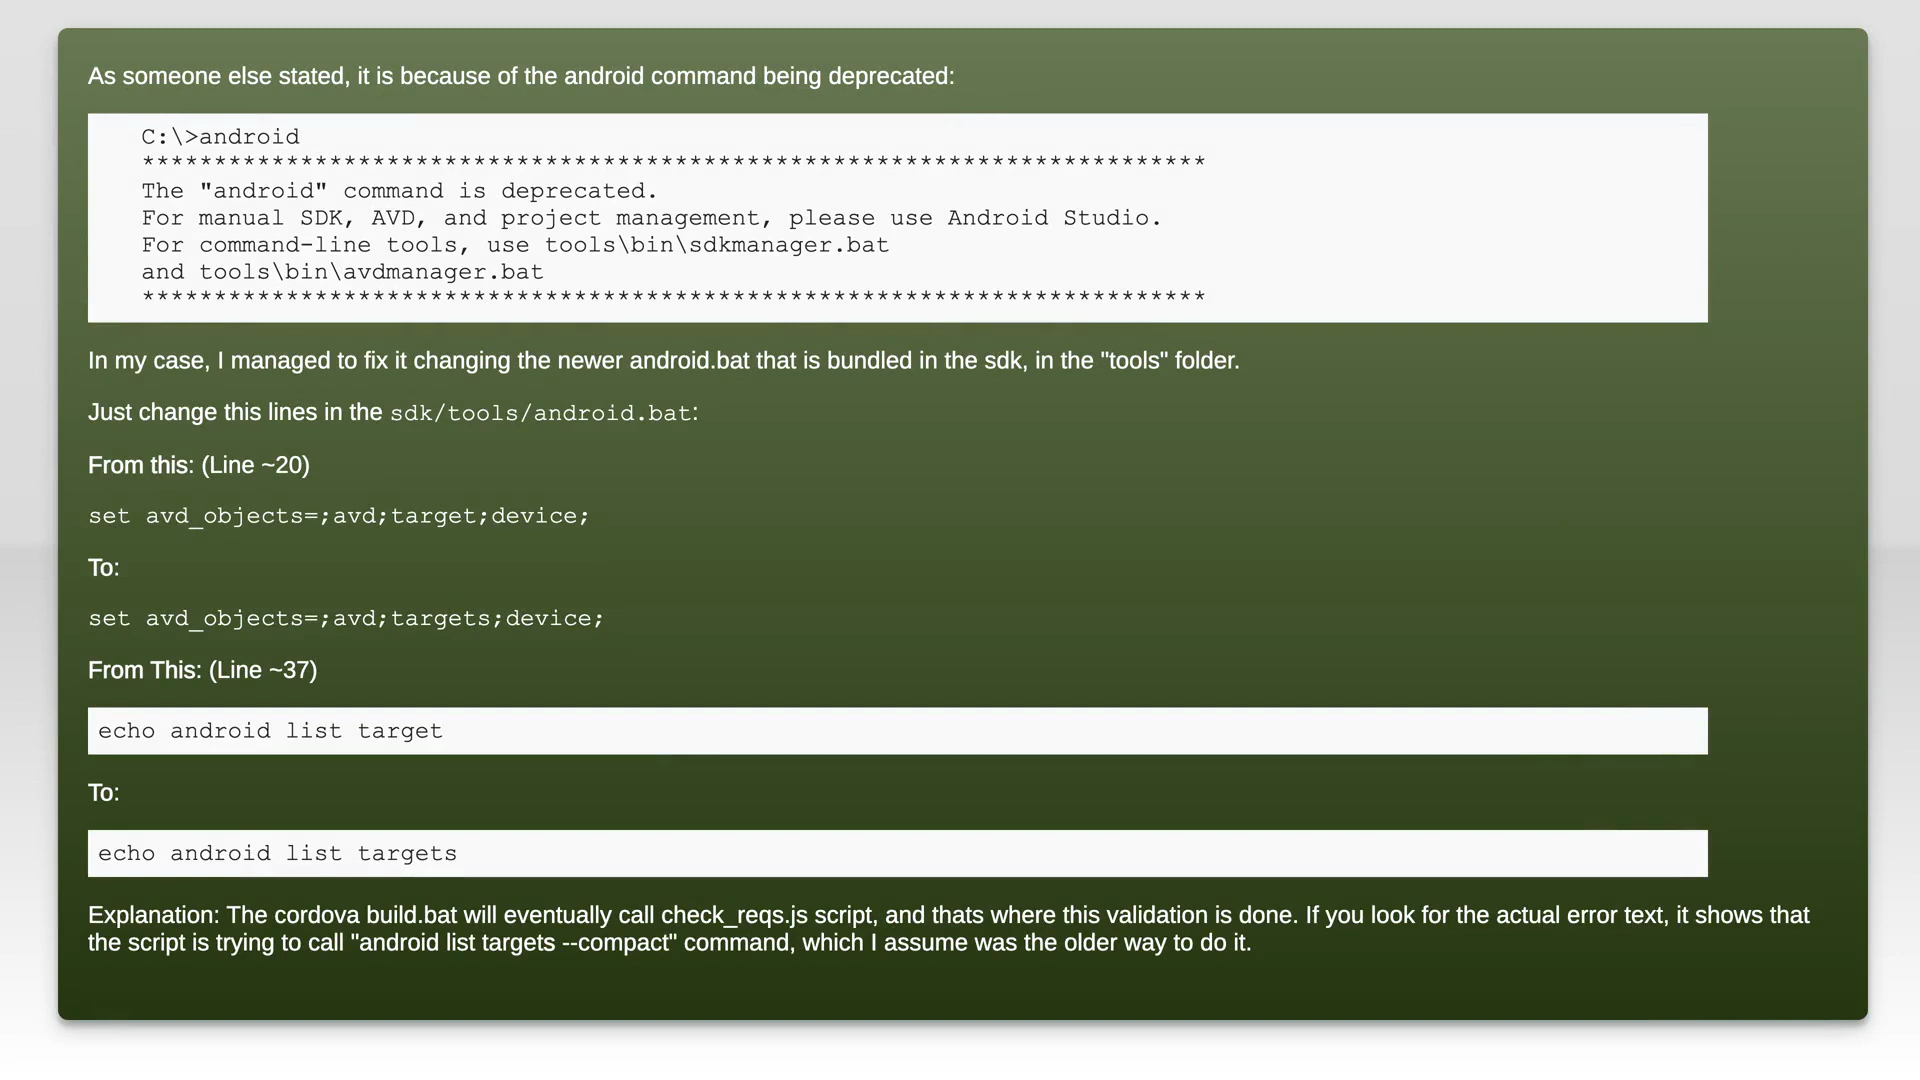 As someone else stated, it is because of the android command being deprecated:
C:\>android
**************************************************************************
The "android" command is deprecated.
For manual SDK, AVD, and project management, please use Android Studio.
For command-line tools, use tools\bin\sdkmanager.bat
and tools\bin\avdmanager.bat
**************************************************************************
In my case, I managed to fix it changing the newer android.bat that is bundled in the sdk, in the "tools" folder.
Just change this lines in the sdk/tools/android.bat:
From this: (Line ~20)
set avd_objects=;avd;target;device;
To:
set avd_objects=;avd;targets;device;
From This: (Line ~37)
echo android list target
To:
echo android list targets
Explanation: The cordova build.bat will eventually call check_reqs.js script, and thats where this validation is done. If you look for the actual error text, it shows that
the script is trying to call "android list targets --compact" command, which I assume was the older way to do it.